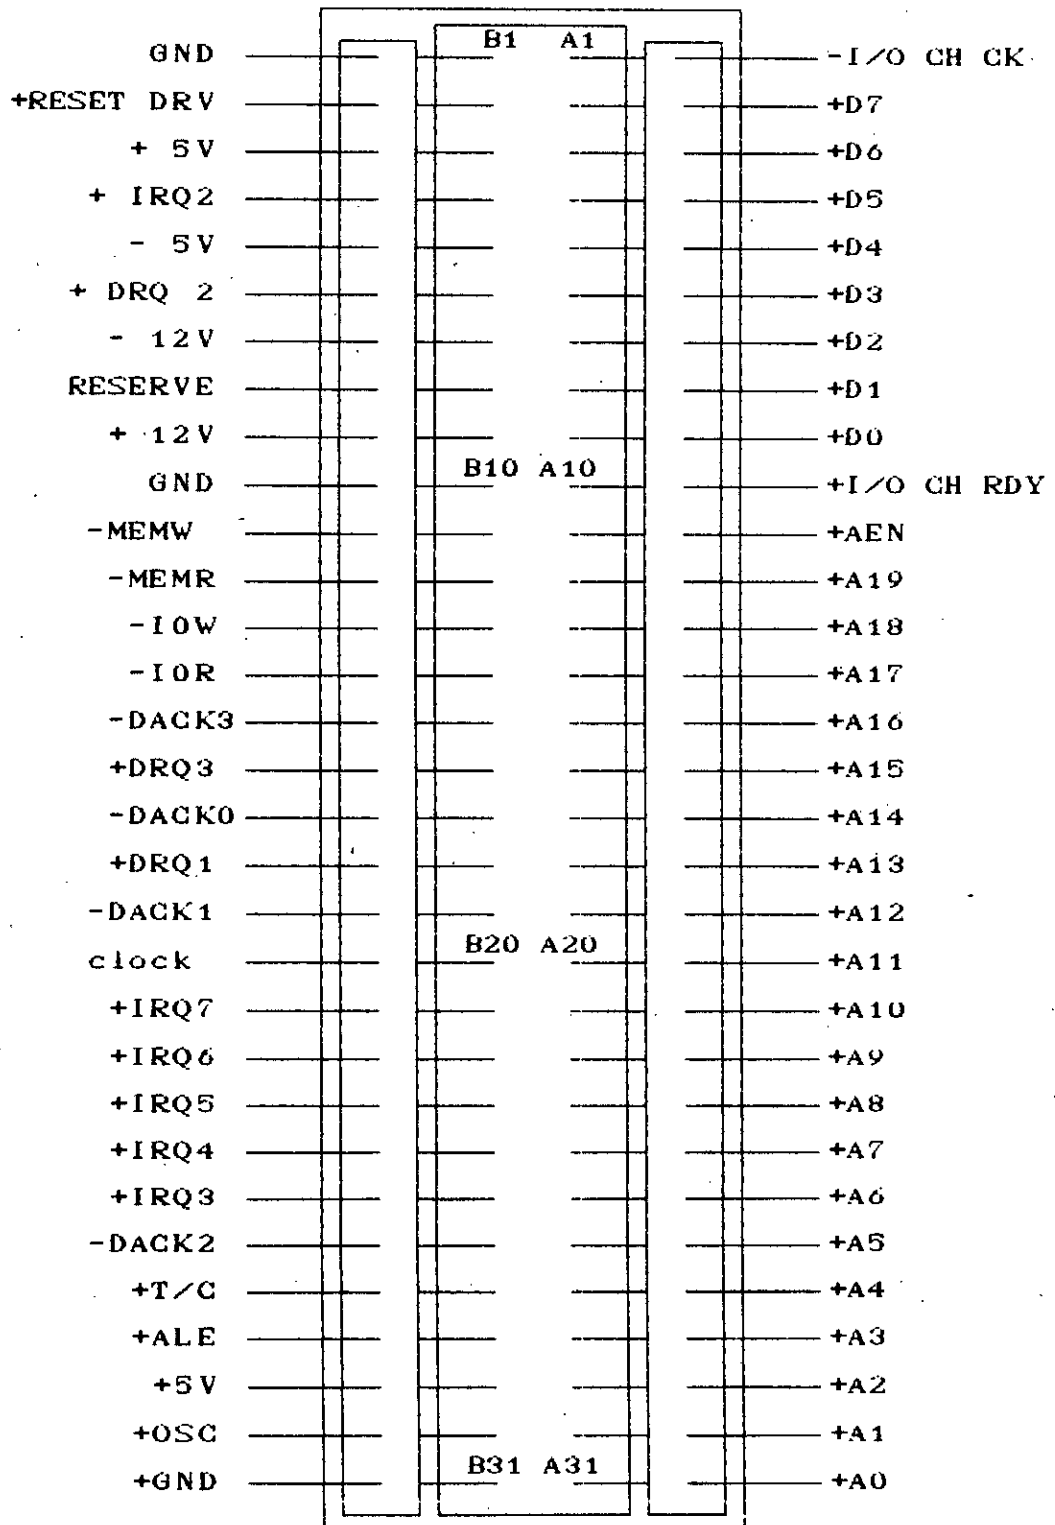 B1 A1
GND -I/O CH CK
+RESET DRV +D7
+ 5V +D6
+ IRQ2 +D5
- 5V +D4
+ DRQ 2 +D3
- 12V +D2
RESERVE +D1
+ 12V +D0
B10 A10
GND +I/O CH RDY
-MEMW +AEN
-MEMR +A19
-IOW +A18
-IOR +A17
-DACK3 +A16
+DRQ3 +A15
-DACK0 +A14
+DRQ1 +A13
-DACK1 +A12
B20 A20
clock +A11
+IRQ7 +A10
+IRQ6 +A9
+IRQ5 +A8
+IRQ4 +A7
+IRQ3 +A6
-DACK2 +A5
+T/C +A4
+ALE +A3
+5V +A2
+OSC +A1
B31 A31
+GND +A0